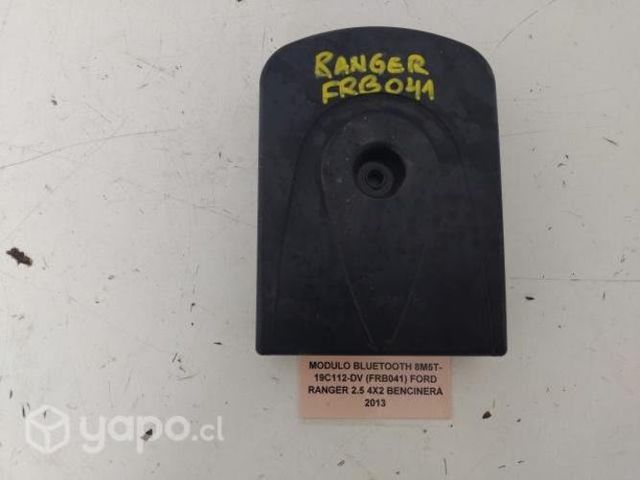 RANGER
FRB041
MODULO BLUETOOTH 8M5T-
19C112-DV (FRB041) FORD
RANGER 2.5 4X2 BENCINERA
2013
yapo.cl